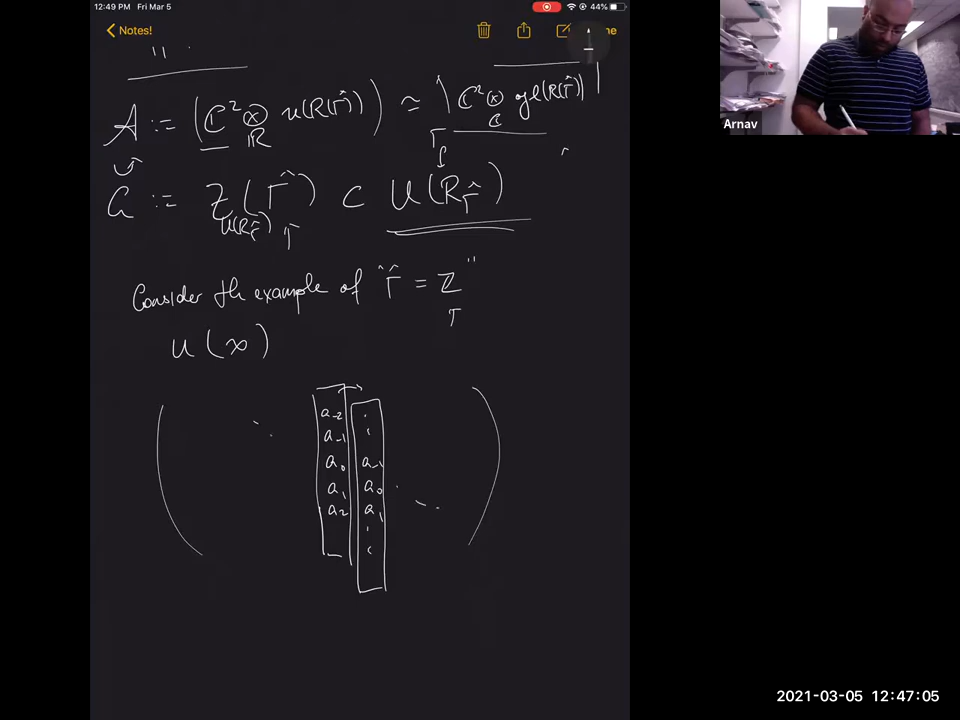 12:49 PM Fri Mar 5
44%
Notes!
A := (ℂ² ⊗_ℝ u(R(Γ̂))) ≃ (ℂ² ⊗_ℂ gl(R(Γ̂)))
G := Z_{U(R_Γ̂)}(Γ̂) ⊂ U(R_Γ̂)
Consider the example of Γ̂ = ℤ
U(∞)
a₋₂
a₋₁
a₀ a₋₁
a₁ a₀
a₂ a₁
Arnav
2021-03-05 12:47:05